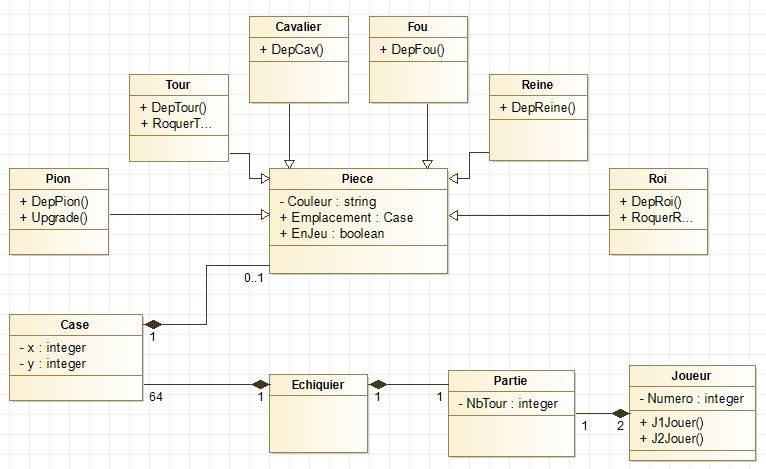 Cavalier
+ DepCav()
Fou
+ DepFou()
Tour
+ DepTour()
+ RoquerT...
Reine
+ DepReine()
Pion
+ DepPion()
+ Upgrade()
Piece
- Couleur : string
+ Emplacement : Case
+ EnJeu : boolean
Roi
+ DepRoi()
+ RoquerR...
0..1
Case
- x : integer
- y : integer
1
64
1
Echiquier
1
1
Partie
- NbTour : integer
1
2
Joueur
- Numero : integer
+ J1Jouer()
+ J2Jouer()